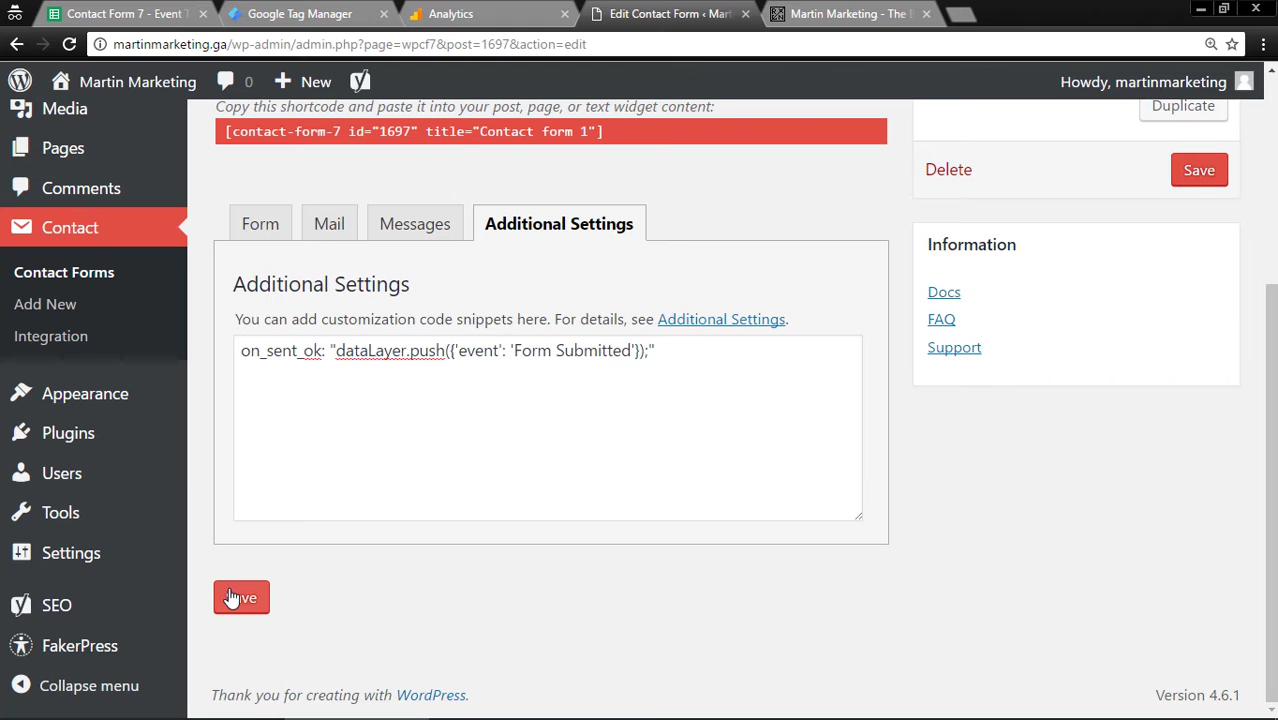 Contact Form 7 - Event T
Google Tag Manager
Analytics
Edit Contact Form ‹ Mart
Martin Marketing - The B
martinmarketing.ga/wp-admin/admin.php?page=wpcf7&post=1697&action=edit
Martin Marketing
0
New
Howdy, martinmarketing
Media
Pages
Comments
Contact
Contact Forms
Add New
Integration
Appearance
Plugins
Users
Tools
Settings
SEO
FakerPress
Collapse menu
Copy this shortcode and paste it into your post, page, or text widget content:
[contact-form-7 id="1697" title="Contact form 1"]
Form
Mail
Messages
Additional Settings
Additional Settings
You can add customization code snippets here. For details, see Additional Settings.
on_sent_ok: "dataLayer.push({'event': 'Form Submitted'});"
Save
Duplicate
Delete
Save
Information
Docs
FAQ
Support
Thank you for creating with WordPress.
Version 4.6.1